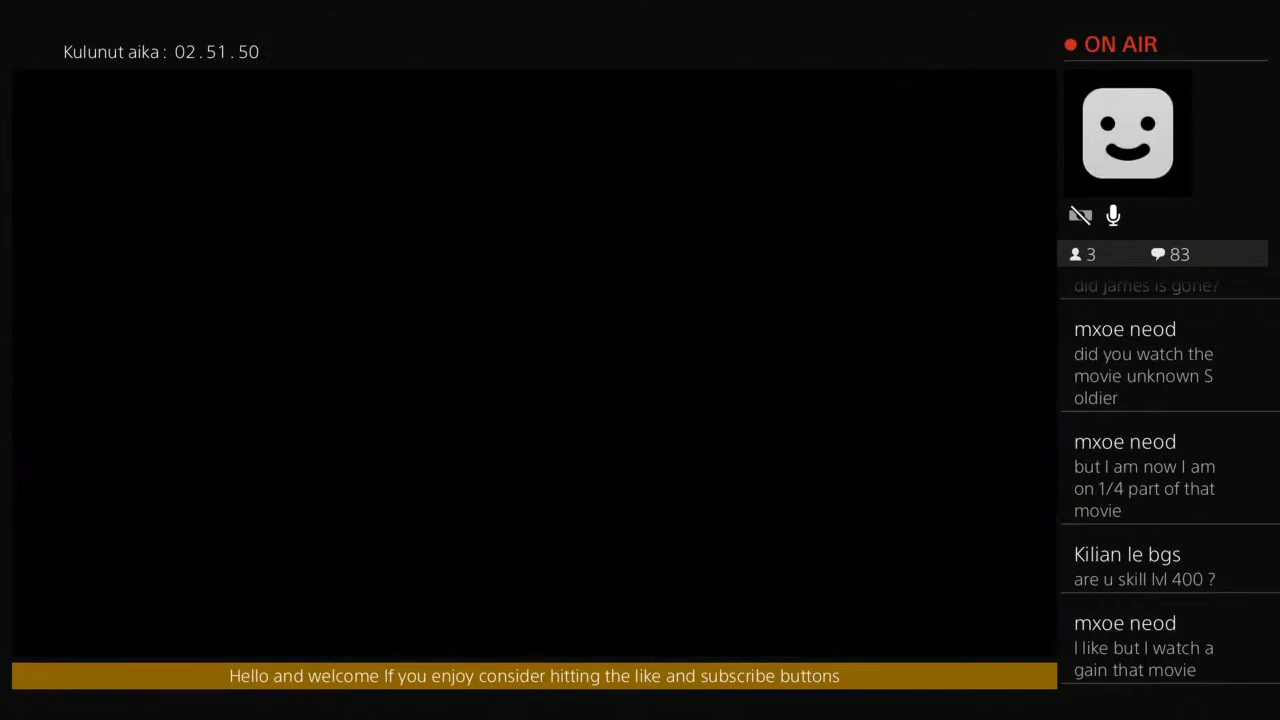 Kulunut aika : 02 . 51 . 50
ON AIR
3 83
did james is gone?
mxoe neod
did you watch the
movie unknown S
oldier
mxoe neod
but I am now I am
on 1/4 part of that
movie
Kilian le bgs
are u skill lvl 400 ?
mxoe neod
I like but I watch a
gain that movie
Hello and welcome If you enjoy consider hitting the like and subscribe buttons